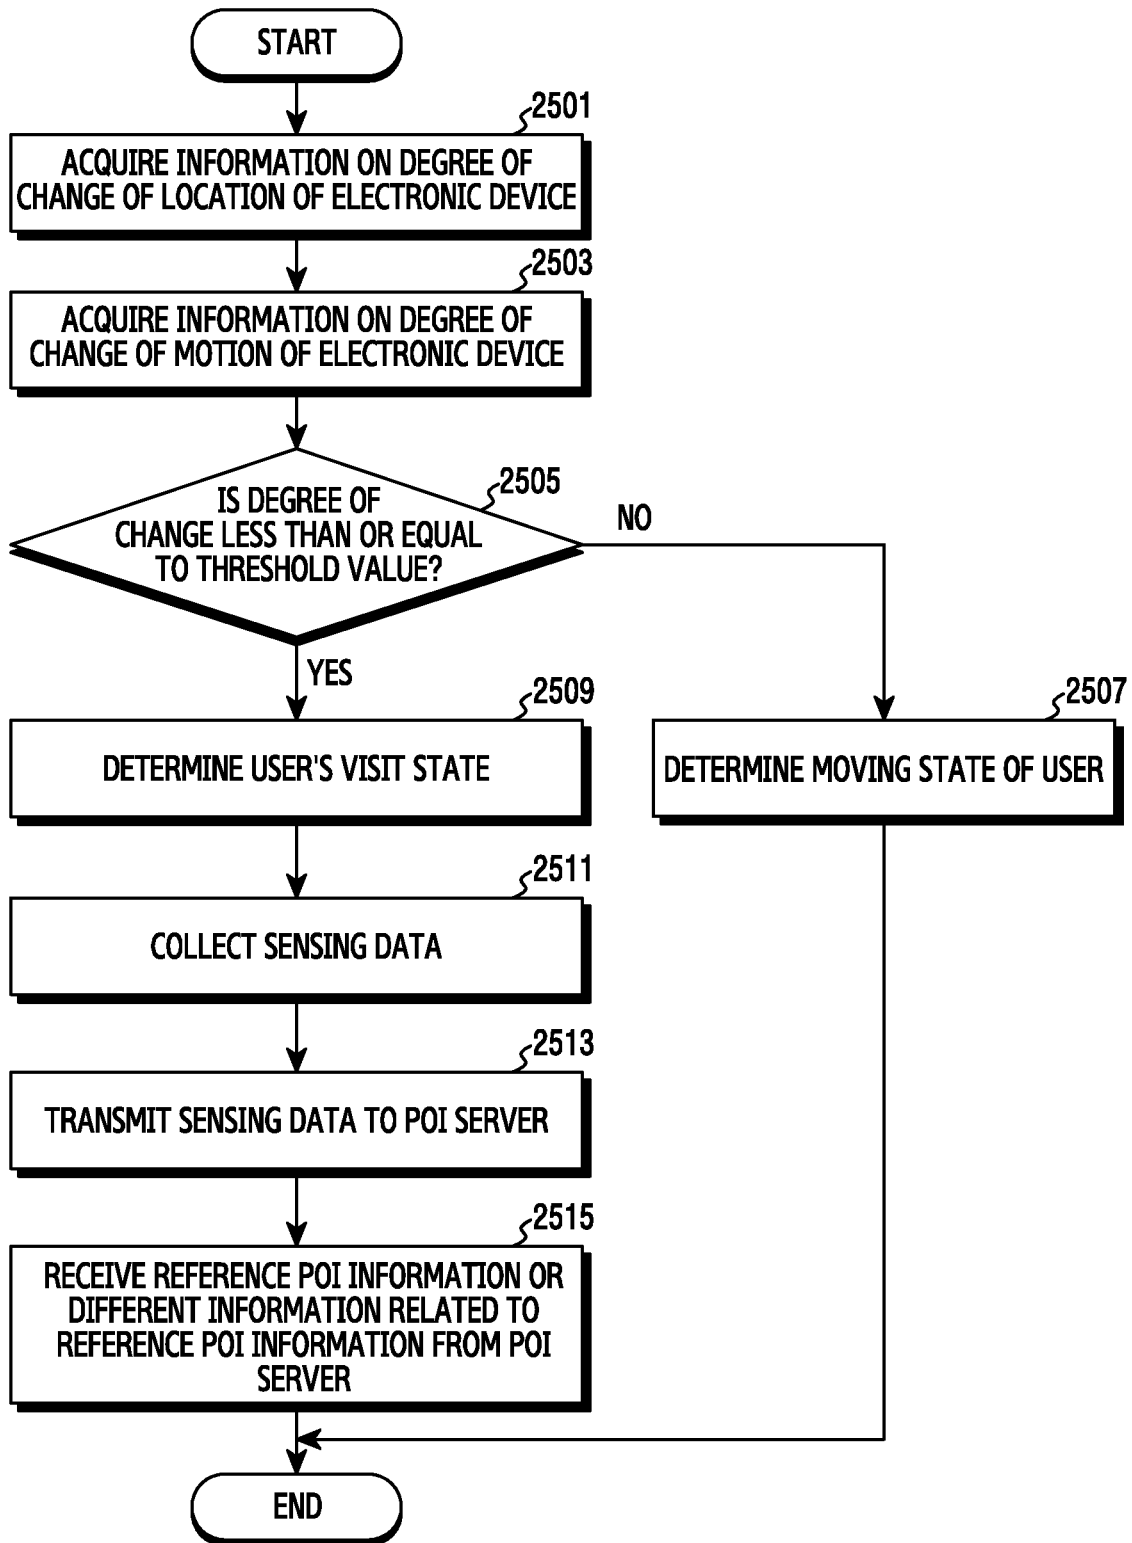 START
2501
ACQUIRE INFORMATION ON DEGREE OF
CHANGE OF LOCATION OF ELECTRONIC DEVICE
2503
ACQUIRE INFORMATION ON DEGREE OF
CHANGE OF MOTION OF ELECTRONIC DEVICE
2505
IS DEGREE OF
CHANGE LESS THAN OR EQUAL
TO THRESHOLD VALUE?
NO
YES
2509
DETERMINE USER'S VISIT STATE
2507
DETERMINE MOVING STATE OF USER
2511
COLLECT SENSING DATA
2513
TRANSMIT SENSING DATA TO POI SERVER
2515
RECEIVE REFERENCE POI INFORMATION OR
DIFFERENT INFORMATION RELATED TO
REFERENCE POI INFORMATION FROM POI
SERVER
END